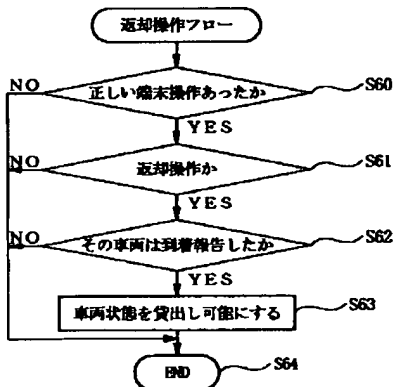 返却操作フロー
NO
正しい端末操作あったか
S60
YES
NO
返却操作か
S61
YES
NO
その車両は到着報告したか
S62
YES
車両状態を貸出し可能にする
S63
END
S64